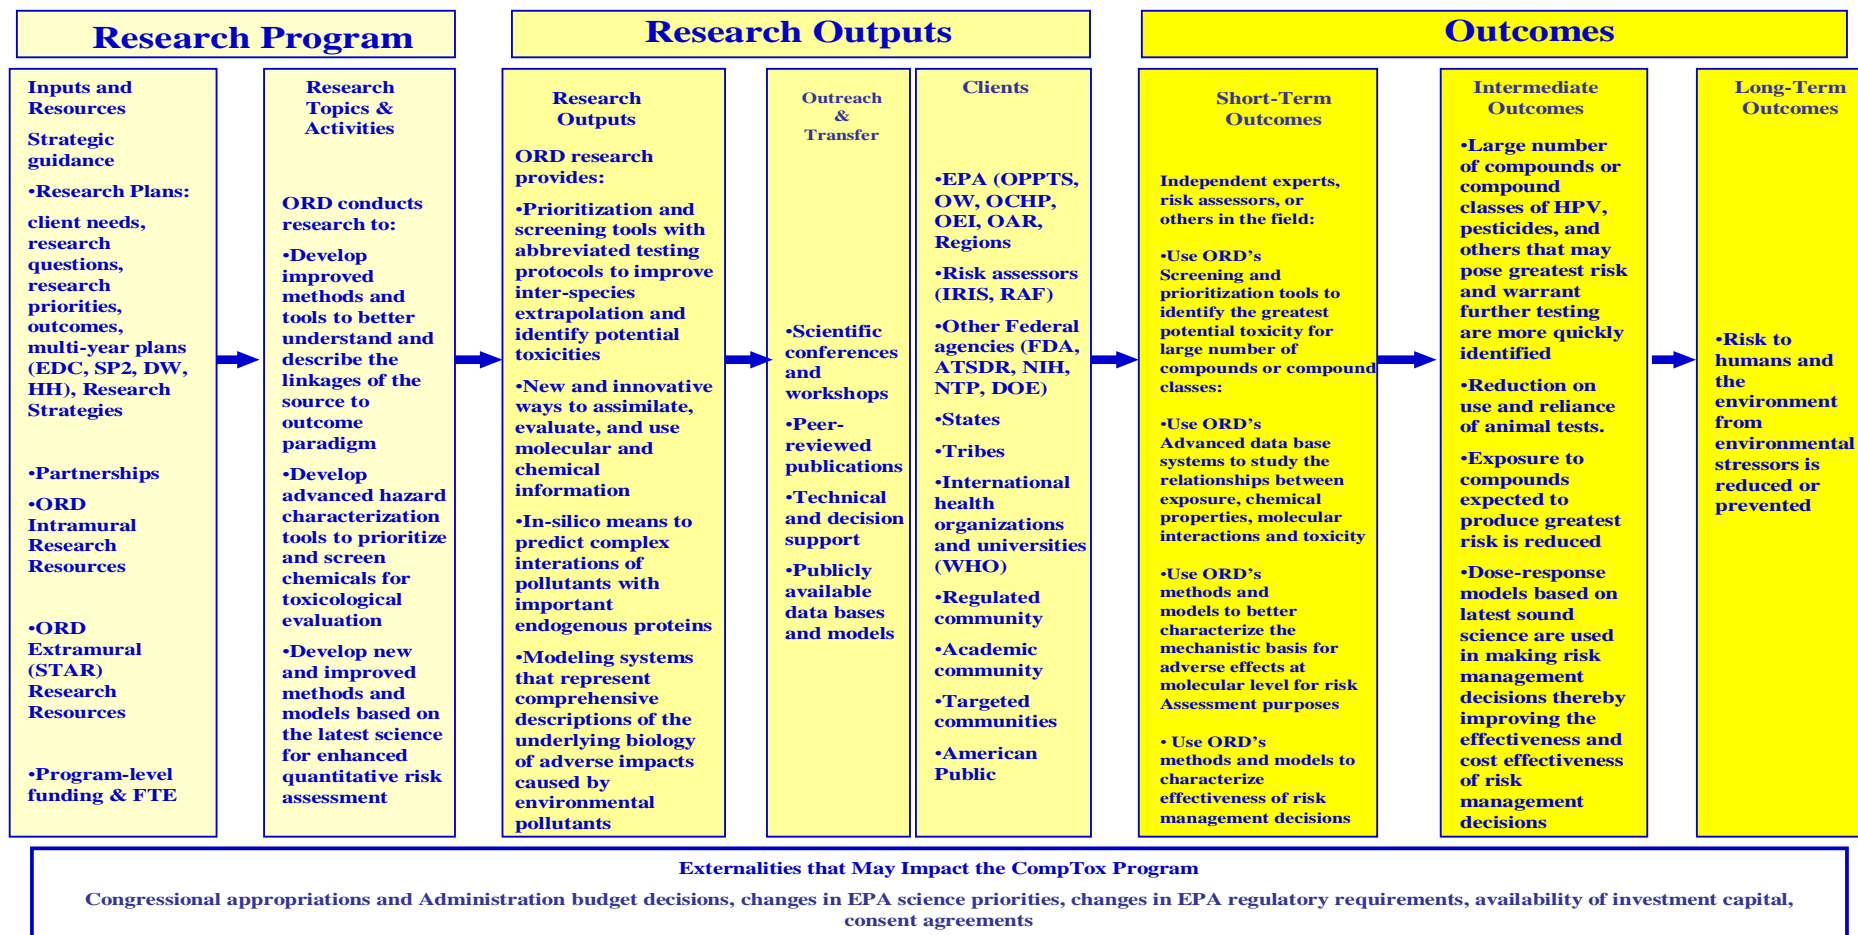 Research Program
Research Outputs
Outcomes
Inputs and
Resources
Strategic
guidance
•Research Plans:
client needs,
research
questions,
research
priorities,
outcomes,
multi-year plans
(EDC, SP2, DW,
HH), Research
Strategies
•Partnerships
•ORD
Intramural
Research
Resources
•ORD
Extramural
(STAR)
Research
Resources
•Program-level
funding & FTE
Research
Topics &
Activities
ORD conducts
research to:
•Develop
improved
methods and
tools to better
understand and
describe the
linkages of the
source to
outcome
paradigm
•Develop
advanced hazard
characterization
tools to prioritize
and screen
chemicals for
toxicological
evaluation
•Develop new
and improved
methods and
models based on
the latest science
for enhanced
quantitative risk
assessment
Research
Outputs
ORD research
provides:
•Prioritization and
screening tools with
abbreviated testing
protocols to improve
inter-species
extrapolation and
identify potential
toxicities
•New and innovative
ways to assimilate,
evaluate, and use
molecular and
chemical
information
•In-silico means to
predict complex
interations of
pollutants with
important
endogenous proteins
•Modeling systems
that represent
comprehensive
descriptions of the
underlying biology
of adverse impacts
caused by
environmental
pollutants
Outreach
&
Transfer
•Scientific
conferences
and
workshops
•Peer-
reviewed
publications
•Technical
and decision
support
•Publicly
available
data bases
and models
Clients
•EPA (OPPTS,
OW, OCHP,
OEI, OAR,
Regions
•Risk assessors
(IRIS, RAF)
•Other Federal
agencies (FDA,
ATSDR, NIH,
NTP, DOE)
•States
•Tribes
•International
health
organizations
and universities
(WHO)
•Regulated
community
•Academic
community
•Targeted
communities
•American
Public
Short-Term
Outcomes
Independent experts,
risk assessors, or
others in the field:
•Use ORD's
Screening and
prioritization tools to
identify the greatest
potential toxicity for
large number of
compounds or compound
classes:
•Use ORD's
Advanced data base
systems to study the
relationships between
exposure, chemical
properties, molecular
interactions and toxicity
•Use ORD's
methods and
models to better
characterize the
mechanistic basis for
adverse effects at
molecular level for risk
Assessment purposes
• Use ORD's
methods and models to
characterize
effectiveness of risk
management decisions
Intermediate
Outcomes
•Large number
of compounds or
compound
classes of HPV,
pesticides, and
others that may
pose greatest risk
and warrant
further testing
are more quickly
identified
•Reduction on
use and reliance
of animal tests.
•Exposure to
compounds
expected to
produce greatest
risk is reduced
•Dose-response
models based on
latest sound
science are used
in making risk
management
decisions thereby
improving the
effectiveness and
cost effectiveness
of risk
management
decisions
Long-Term
Outcomes
•Risk to
humans and
the
environment
from
environmental
stressors is
reduced or
prevented
Externalities that May Impact the CompTox Program
Congressional appropriations and Administration budget decisions, changes in EPA science priorities, changes in EPA regulatory requirements, availability of investment capital,
consent agreements